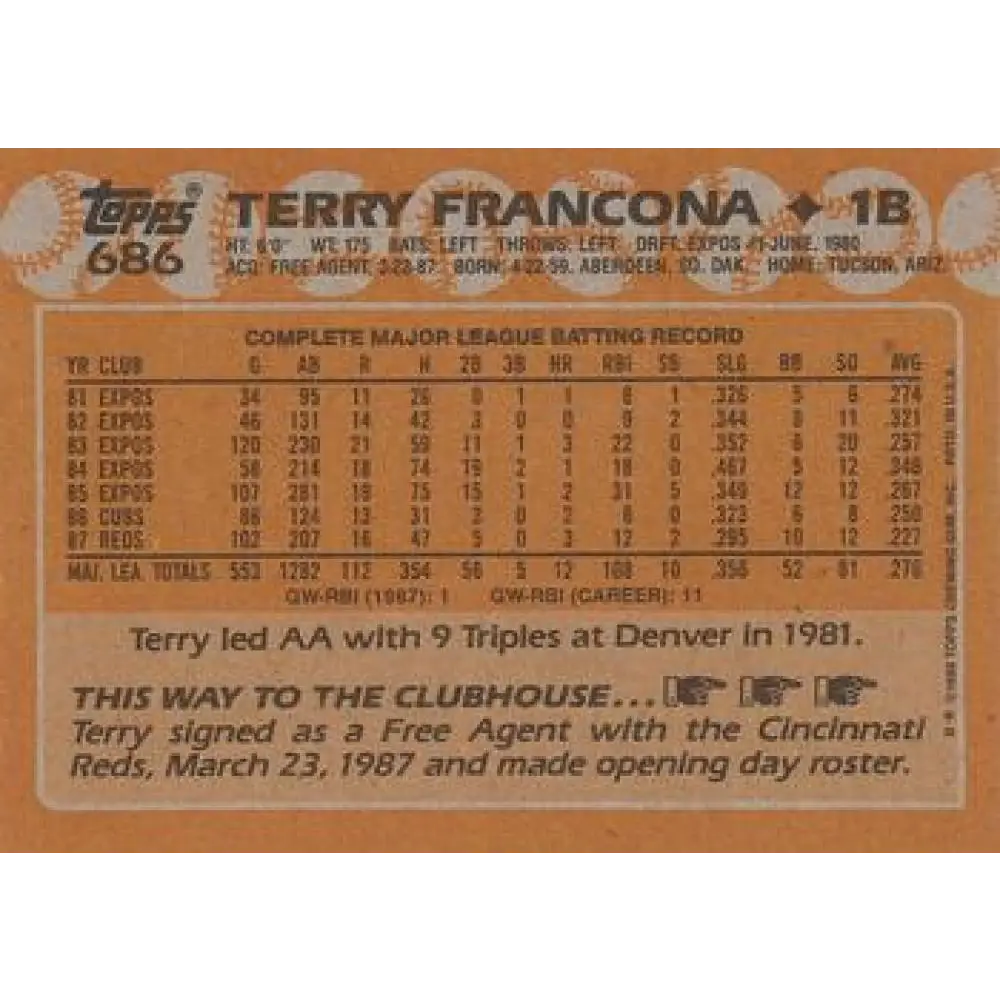 Topps® TERRY FRANCONA ♦ 1B
686 HT: 6'0" WT: 175 BATS: LEFT THROWS: LEFT DRFT: EXPOS #1-JUNE, 1980
ACQ: FREE AGENT, 3-23-87 BORN: 4-22-59, ABERDEEN, SO. DAK. HOME: TUCSON, ARIZ.
COMPLETE MAJOR LEAGUE BATTING RECORD
YR CLUB G AB R H 2B 3B HR RBI SB SLG BB SO AVG
81 EXPOS 34 95 11 26 0 1 1 8 1 .326 5 6 .274
82 EXPOS 46 131 14 42 3 0 0 9 2 .344 8 11 .321
83 EXPOS 120 230 21 59 11 1 3 22 0 .352 6 20 .257
84 EXPOS 58 214 18 74 19 2 1 18 0 .467 5 12 .346
85 EXPOS 107 281 19 75 15 1 2 31 5 .349 12 12 .267
86 CUBS 86 124 13 31 3 0 2 8 0 .323 6 8 .250
87 REDS 102 207 16 47 5 0 3 12 2 .295 10 12 .227
MAJ. LEA. TOTALS 553 1282 112 354 56 5 12 108 10 .356 52 81 .276
GW-RBI (1987): 1 GW-RBI (CAREER): 11
Terry led AA with 9 Triples at Denver in 1981.
THIS WAY TO THE CLUBHOUSE...
Terry signed as a Free Agent with the Cincinnati
Reds, March 23, 1987 and made opening day roster.
© 1988 TOPPS CHEWING GUM, INC. PRTD. IN U.S.A.